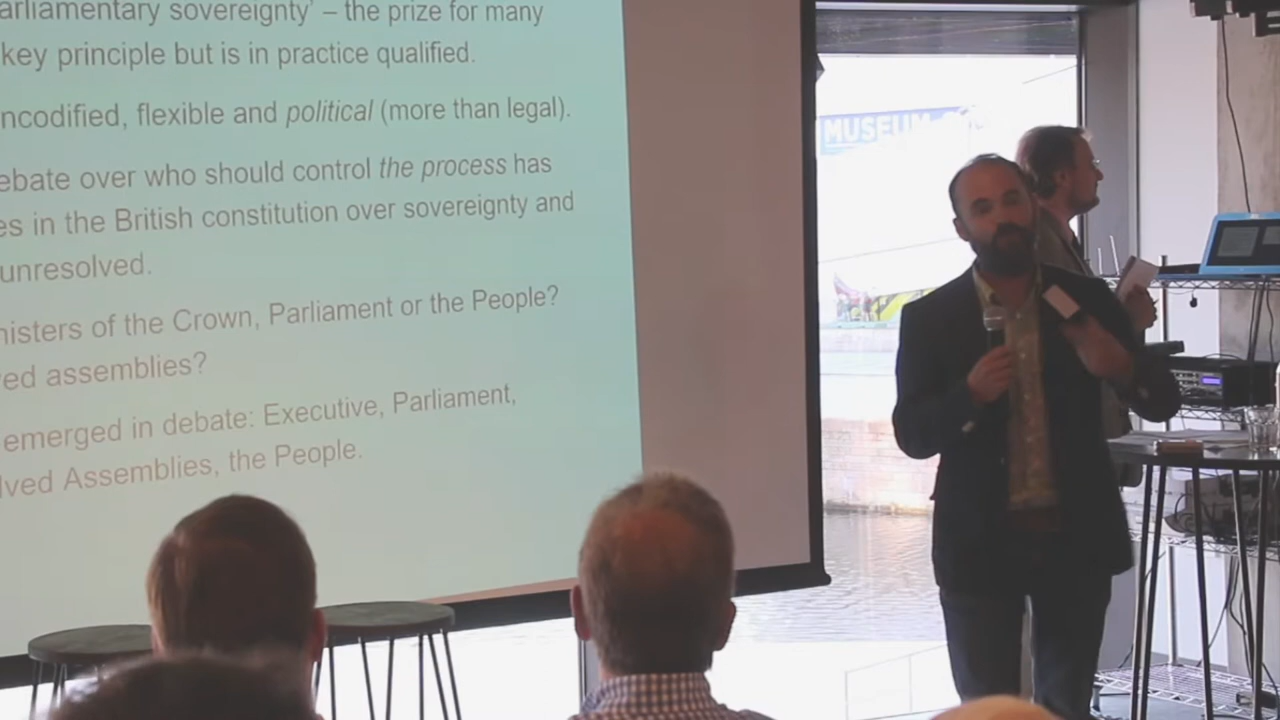 arliamentary sovereignty' – the prize for many
key principle but is in practice qualified.
ncodified, flexible and political (more than legal).
ebate over who should control the process has
es in the British constitution over sovereignty and
unresolved.
nisters of the Crown, Parliament or the People?
ved assemblies?
emerged in debate: Executive, Parliament,
lved Assemblies, the People.
MUSEUM